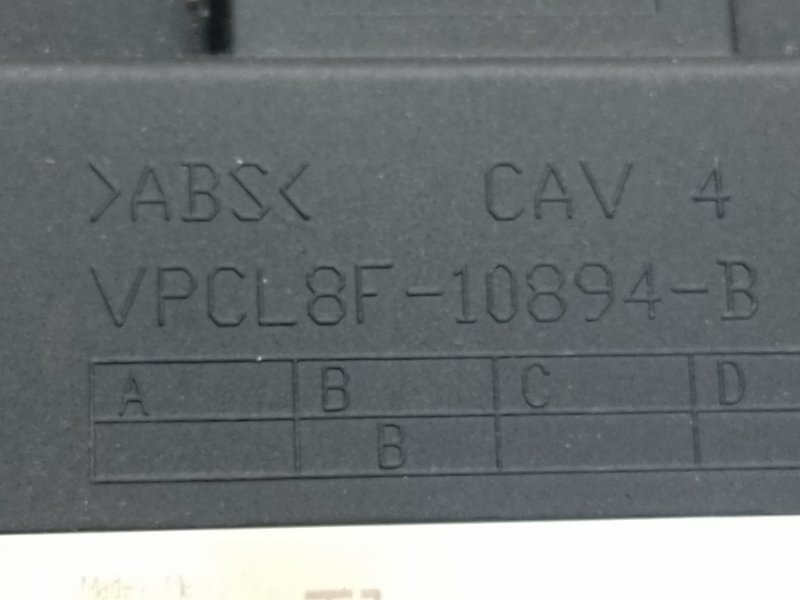 >ABS< CAV 4
VPCL8F-10894-B
A B C D
B